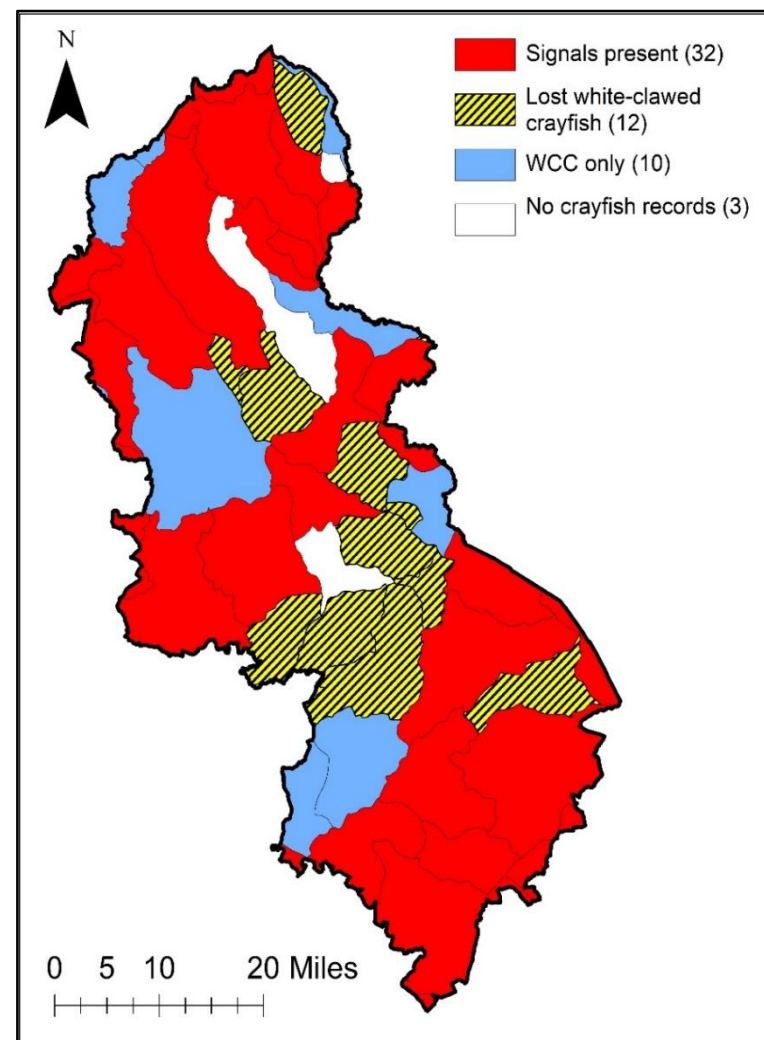 N
Signals present (32)
Lost white-clawed
crayfish (12)
WCC only (10)
No crayfish records (3)
0 5 10 20 Miles